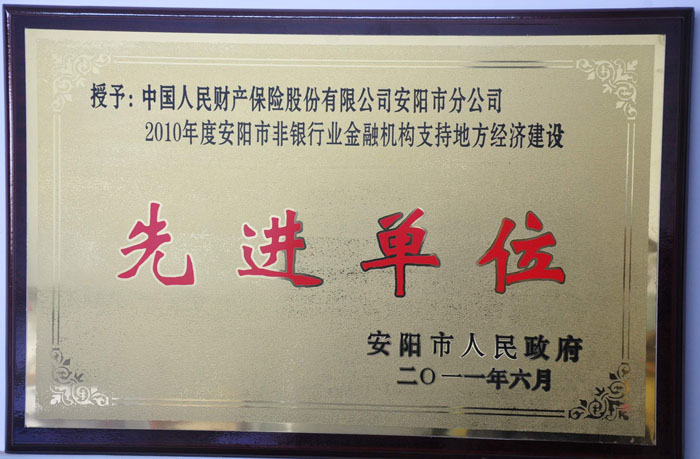 授予:中国人民财产保险股份有限公司安阳市分公司
2010年度安阳市非银行业金融机构支持地方经济建设
先进单位
安阳市人民政府
二〇一一年六月